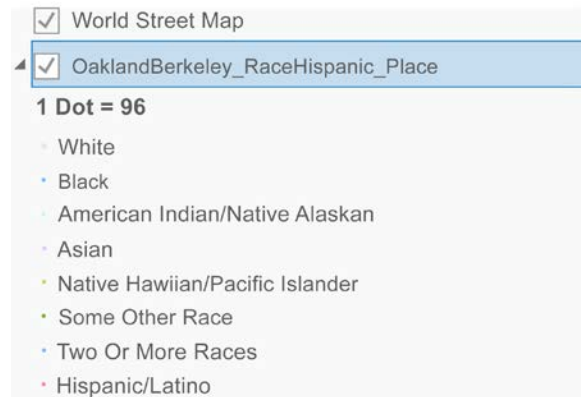 World Street Map
OaklandBerkeley_RaceHispanic_Place
1 Dot = 96
White
Black
American Indian/Native Alaskan
Asian
Native Hawiian/Pacific Islander
Some Other Race
Two Or More Races
Hispanic/Latino